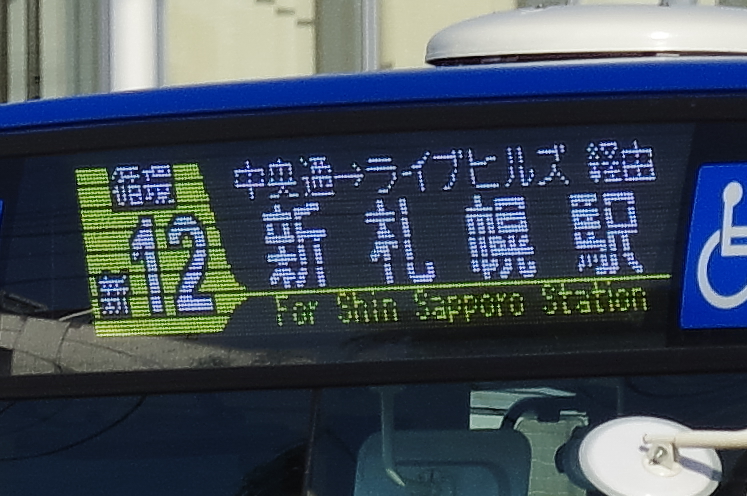 循環
新12
中央通→ライブヒルズ 経由
新札幌駅
For Shin Sapporo Station